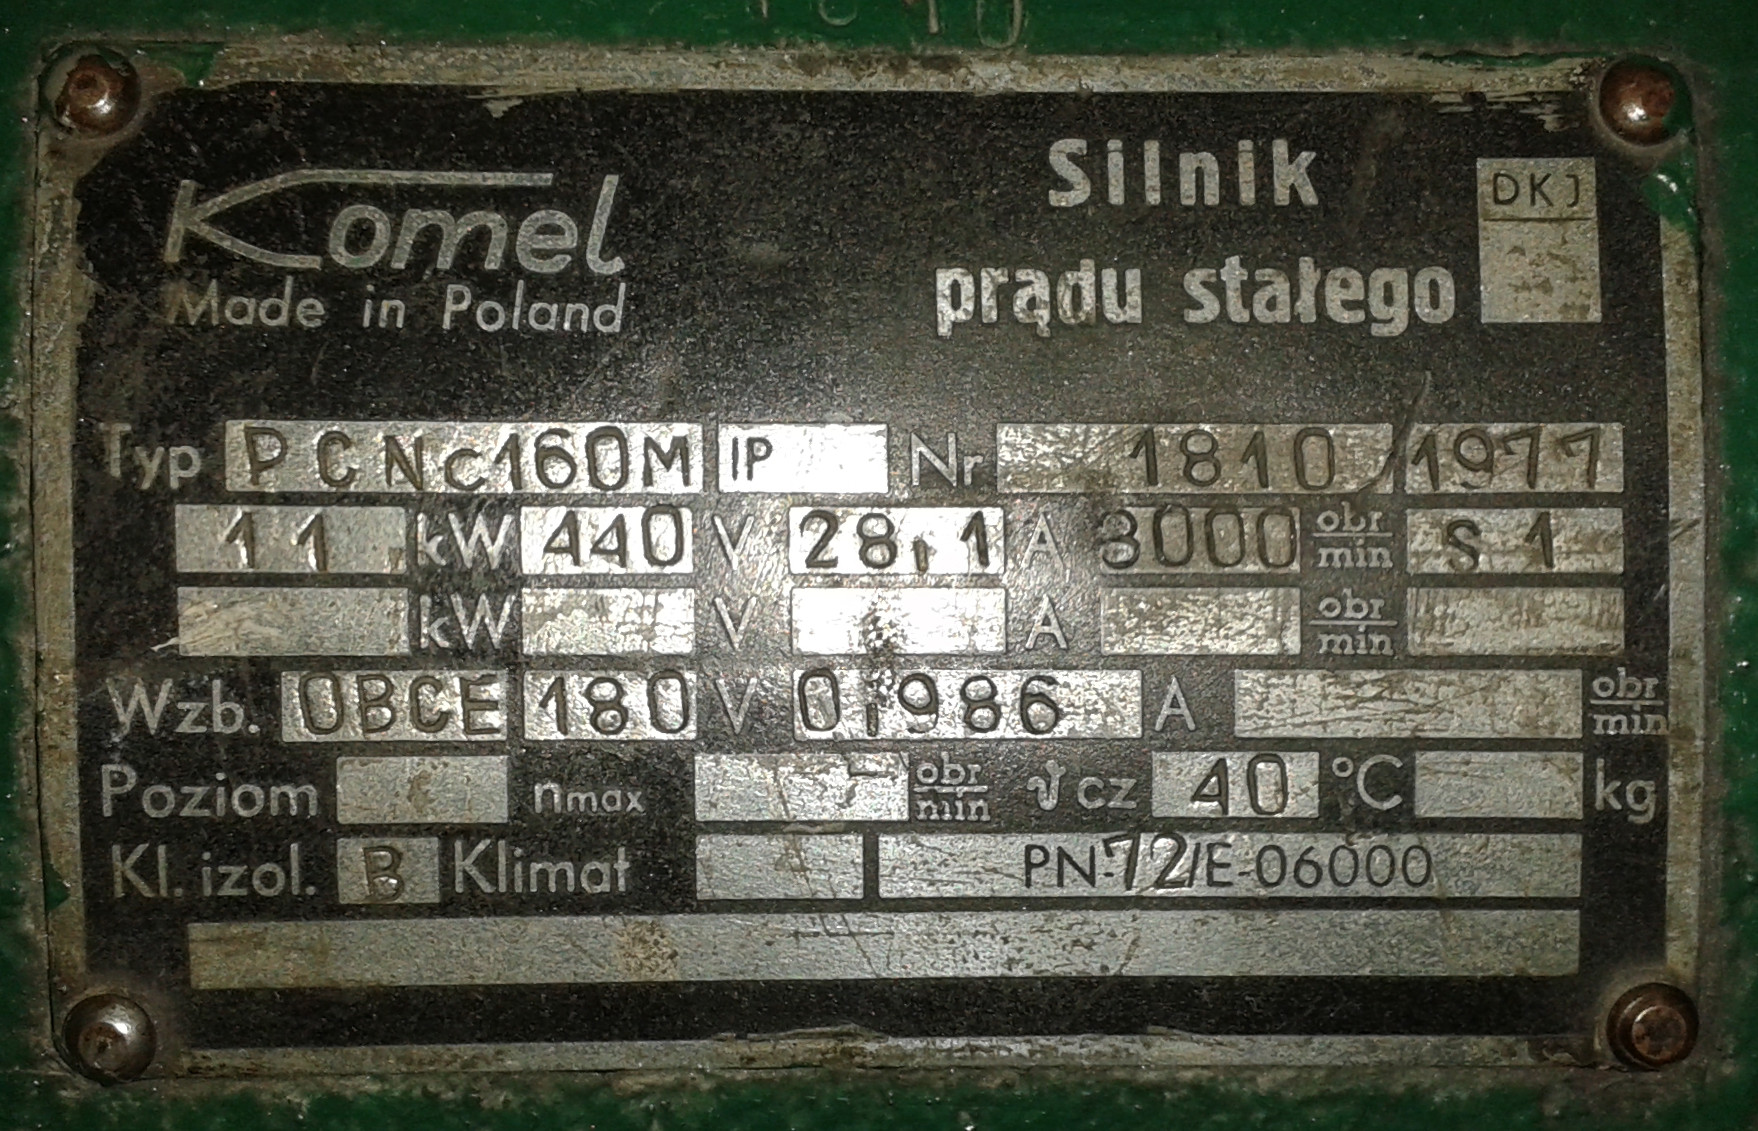 Komel
Made in Poland
Silnik
prądu stałego
DKJ
Typ PCNc160M IP Nr 1810/1977
11 kW 440 V 28,1 A 3000 obr/min S1
kW V A obr/min
Wzb. OBCE 180 V 0,986 A obr/min
Poziom nmax obr/min ϑcz 40 °C kg
Kl. izol. B Klimat PN-72/E-06000